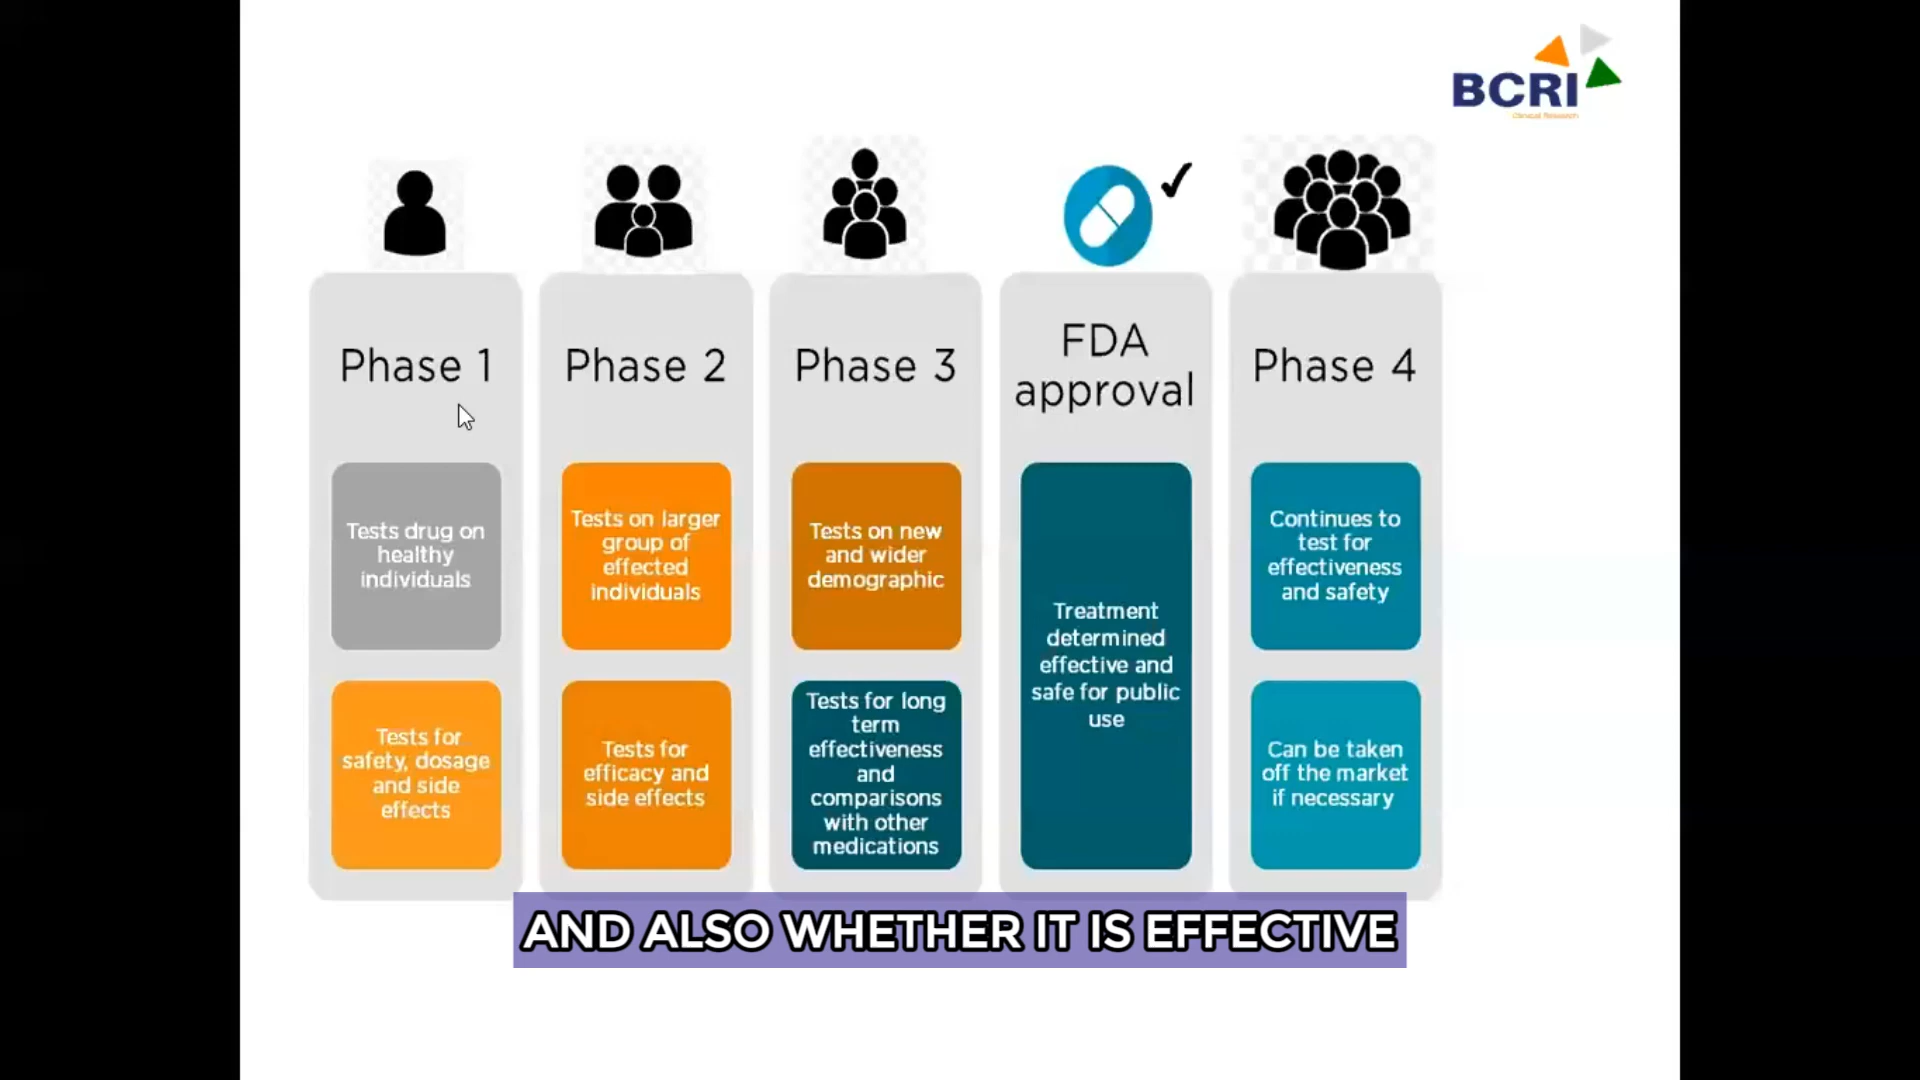 BCRI
Clinical Research
Phase 1
Tests drug on
healthy
individuals
Tests for
safety, dosage
and side
effects
Phase 2
Tests on larger
group of
effected
individuals
Tests for
efficacy and
side effects
Phase 3
Tests on new
and wider
demographic
Tests for long
term
effectiveness
and
comparisons
with other
medications
FDA
approval
Treatment
determined
effective and
safe for public
use
Phase 4
Continues to
test for
effectiveness
and safety
Can be taken
off the market
if necessary
AND ALSO WHETHER IT IS EFFECTIVE